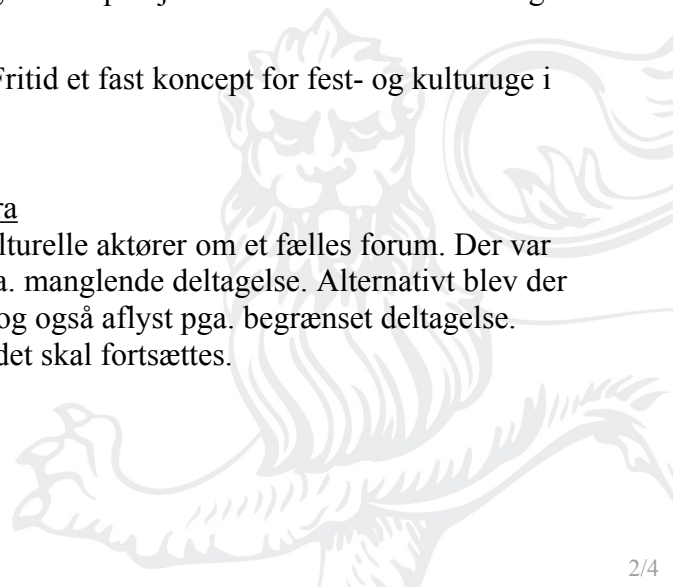 Fritid et fast koncept for fest- og kulturuge i
ra
lturelle aktører om et fælles forum. Der var
a. manglende deltagelse. Alternativt blev der
og også aflyst pga. begrænset deltagelse.
det skal fortsættes.
2/4